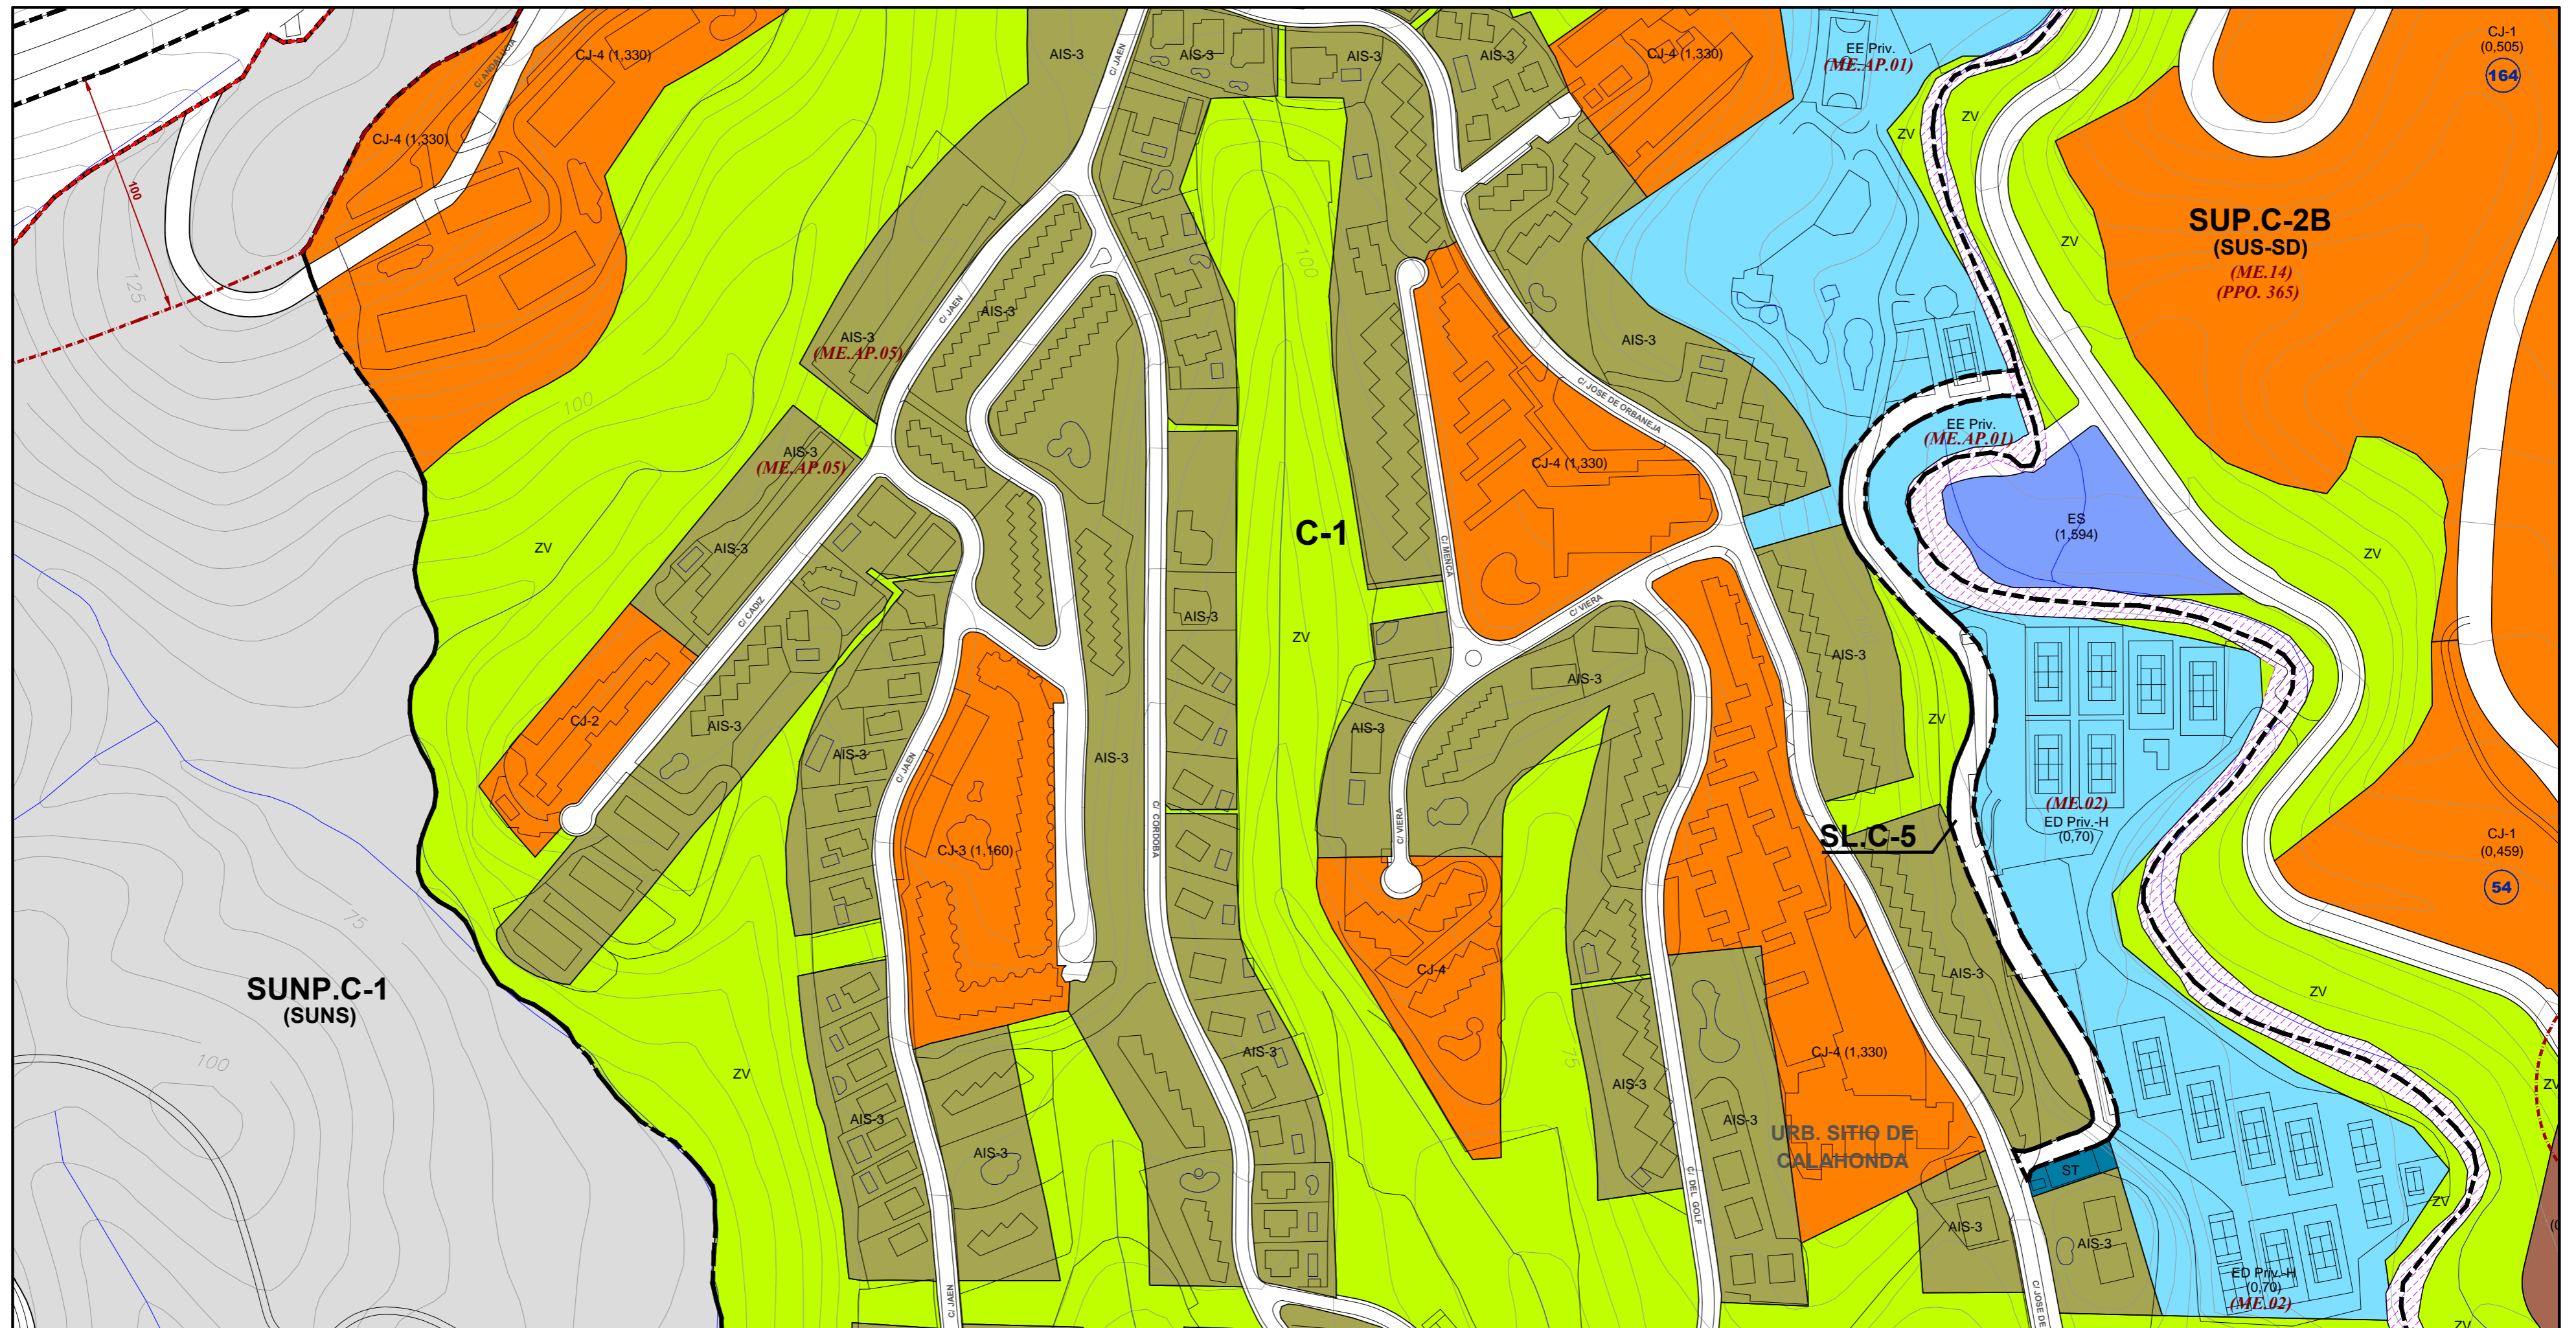 C/ ANDALUCIA
CJ-4 (1,330)
AIS-3
C/ JAEN
AIS-3
AIS-3
AIS-3
CJ-4 (1,330)
EE Priv.
(ME.AP.01)
CJ-1
(0,505)
164
ZV
ZV
CJ-4 (1,330)
100
SUP.C-2B
(SUS-SD)
(ME.14)
(PPO. 365)
ZV
125
100
C/ JAEN
AIS-3
AIS-3
(ME.AP.05)
AIS-3
100
C/ JOSE DE ORBANEJA
EE Priv.
(ME.AP.01)
AIS-3
(ME.AP.05)
CJ-4 (1,330)
C-1
ES
(1,594)
ZV
AIS-3
ZV
C/ MENCA
C/ CADIZ
C/ VIERA
AIS-3
ZV
AIS-3
AIS-3
CJ-2
AIS-3
AIS-3
AIS-3
AIS-3
ZV
C/ JAEN
C/ CORDOBA
C/ VIERA
(ME.02)
ED Priv.-H
(0,70)
SL.C-5
CJ-1
(0,459)
54
CJ-3 (1,160)
75
CJ-4
AIS-3
SUNP.C-1
(SUNS)
ZV
100
ZV
AIS-3
75
CJ-4 (1,330)
AIS-3
ZV
AIS-3
AIS-3
AIS-3
URB. SITIO DE
CALAHONDA
ST
C/ DEL GOLF
ZV
AIS-3
AIS-3
ED Priv.-H
(0,70)
(ME.02)
C/ JAEN
C/ JOSE DE
ZV